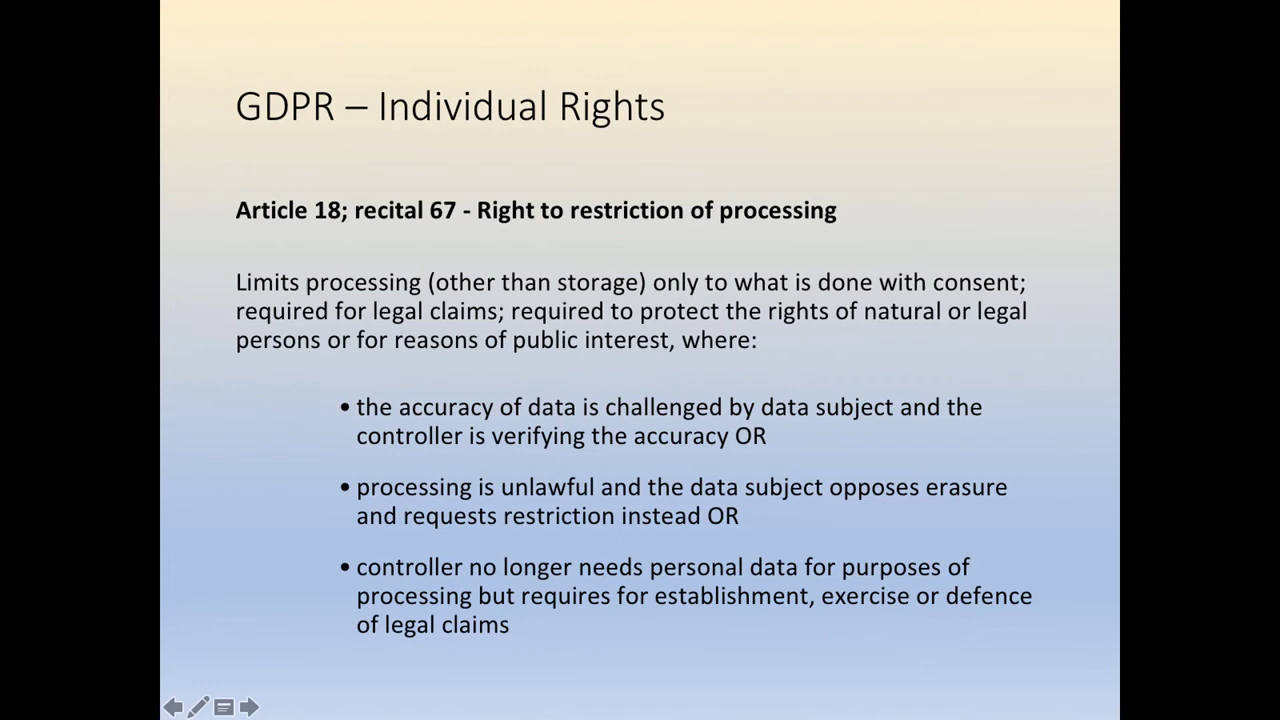 GDPR – Individual Rights
Article 18; recital 67 - Right to restriction of processing
Limits processing (other than storage) only to what is done with consent;
required for legal claims; required to protect the rights of natural or legal
persons or for reasons of public interest, where:
• the accuracy of data is challenged by data subject and the
controller is verifying the accuracy OR
• processing is unlawful and the data subject opposes erasure
and requests restriction instead OR
• controller no longer needs personal data for purposes of
processing but requires for establishment, exercise or defence
of legal claims